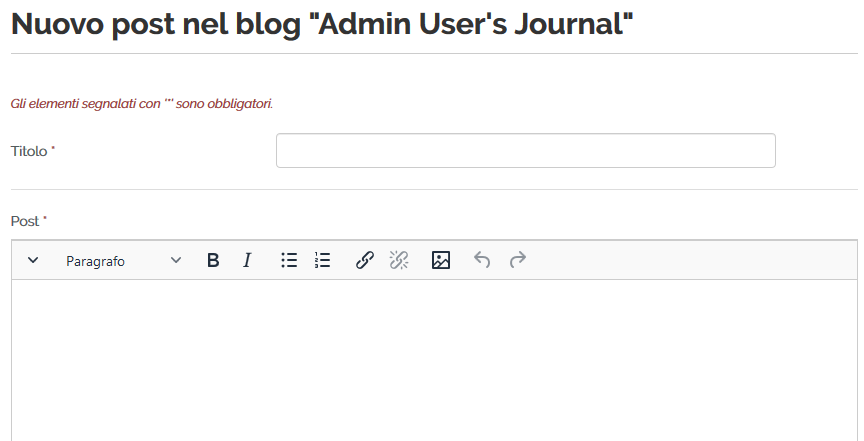 Nuovo post nel blog "Admin User's Journal"
Gli elementi segnalati con '*' sono obbligatori.
Titolo *
Post *
Paragrafo B I